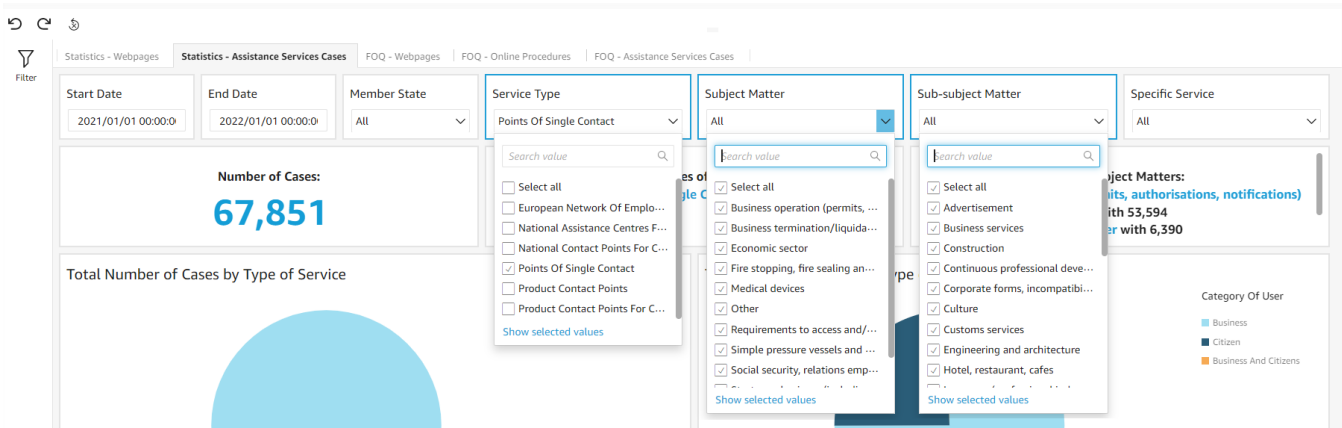 Filter
Statistics - Webpages
Statistics - Assistance Services Cases
FOQ - Webpages
FOQ - Online Procedures
FOQ - Assistance Services Cases
Start Date
2021/01/01 00:00:0
End Date
2022/01/01 00:00:0
Member State
All
Service Type
Points Of Single Contact
Subject Matter
All
Sub-subject Matter
All
Specific Service
All
Search value
Select all
European Network Of Emplo···
National Assistance Centres F···
National Contact Points For C···
Points Of Single Contact
Product Contact Points
Product Contact Points For C···
Show selected values
Search value
Select all
Business operation (permits, ···
Business termination/liquida···
Economic sector
Fire stopping, fire sealing an···
Medical devices
Other
Requirements to access and/···
Simple pressure vessels and ···
Social security, relations emp···
Show selected values
Search value
Select all
Advertisement
Business services
Construction
Continuous professional deve···
Corporate forms, incompatibi···
Culture
Customs services
Engineering and architecture
Hotel, restaurant, cafes
Show selected values
Number of Cases:
67,851
es of
gle C
ject Matters:
its, authorisations, notifications)
ith 53,594
er with 6,390
Total Number of Cases by Type of Service
ype
Category Of User
Business
Citizen
Business And Citizens